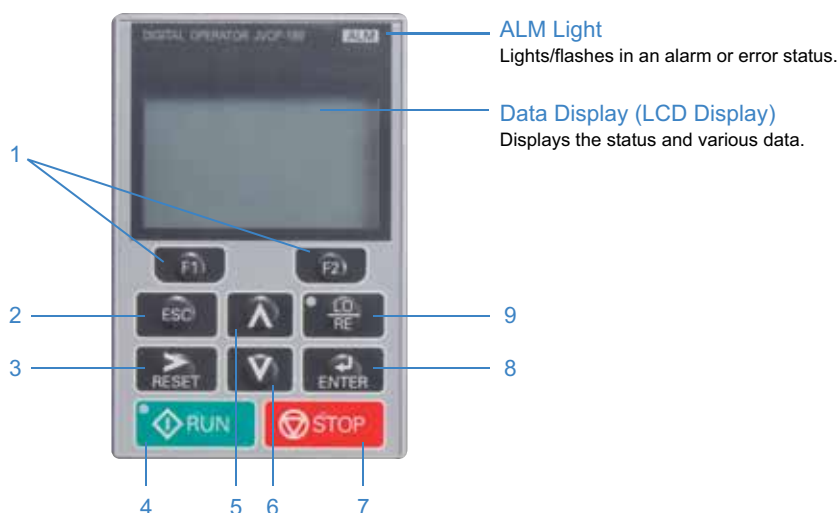 DIGITAL OPERATOR JVOP-180
ALM
ALM Light
Lights/flashes in an alarm or error status.
Data Display (LCD Display)
Displays the status and various data.
1
F1
F2
2
ESC
LO
RE
9
3
RESET
ENTER
8
RUN
STOP
4
5
6
7